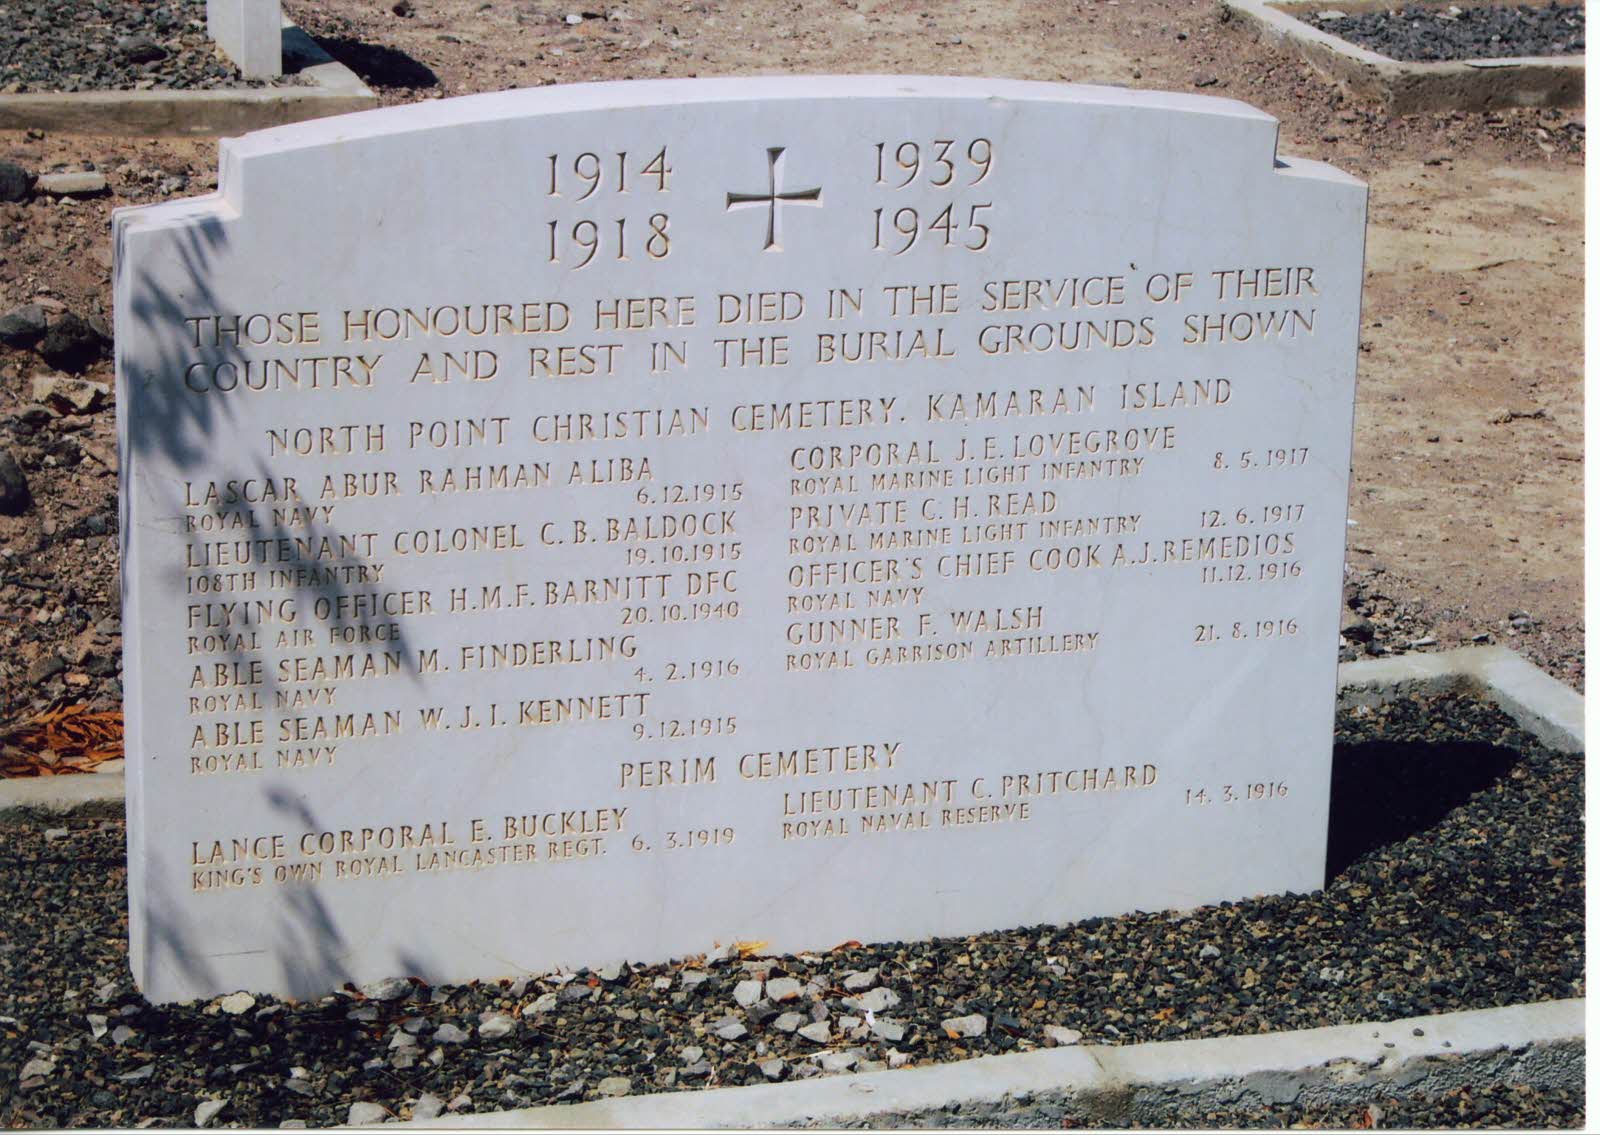 1914 1939
1918 1945
THOSE HONOURED HERE DIED IN THE SERVICE OF THEIR
COUNTRY AND REST IN THE BURIAL GROUNDS SHOWN
NORTH POINT CHRISTIAN CEMETERY. KAMARAN ISLAND
LASCAR ABUR RAHMAN ALIBA
ROYAL NAVY 6.12.1915
LIEUTENANT COLONEL C.B.BALDOCK
108TH INFANTRY 19.10.1915
FLYING OFFICER H.M.F.BARNITT DFC
ROYAL AIR FORCE 20.10.1940
ABLE SEAMAN M. FINDERLING
ROYAL NAVY 4. 2.1916
ABLE SEAMAN W.J.I. KENNETT
ROYAL NAVY 9.12.1915
CORPORAL J.E.LOVEGROVE
ROYAL MARINE LIGHT INFANTRY 8. 5.1917
PRIVATE C.H.READ
ROYAL MARINE LIGHT INFANTRY 12. 6.1917
OFFICER'S CHIEF COOK A.J.REMEDIOS
ROYAL NAVY 11.12.1916
GUNNER F. WALSH
ROYAL GARRISON ARTILLERY 21. 8.1916
PERIM CEMETERY
LANCE CORPORAL E. BUCKLEY
KING'S OWN ROYAL LANCASTER REGT. 6. 3.1919
LIEUTENANT C.PRITCHARD
ROYAL NAVAL RESERVE 14. 3.1916